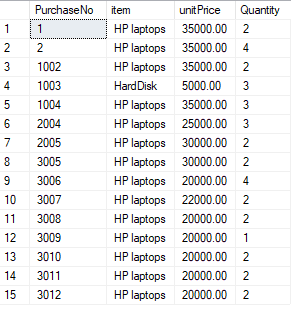 PurchaseNo item unitPrice Quantity
1 1 HP laptops 35000.00 2
2 2 HP laptops 35000.00 4
3 1002 HP laptops 35000.00 2
4 1003 HardDisk 5000.00 3
5 1004 HP laptops 35000.00 3
6 2004 HP laptops 25000.00 3
7 2005 HP laptops 30000.00 2
8 3005 HP laptops 30000.00 2
9 3006 HP laptops 20000.00 4
10 3007 HP laptops 22000.00 2
11 3008 HP laptops 20000.00 2
12 3009 HP laptops 20000.00 1
13 3010 HP laptops 20000.00 2
14 3011 HP laptops 20000.00 2
15 3012 HP laptops 20000.00 2